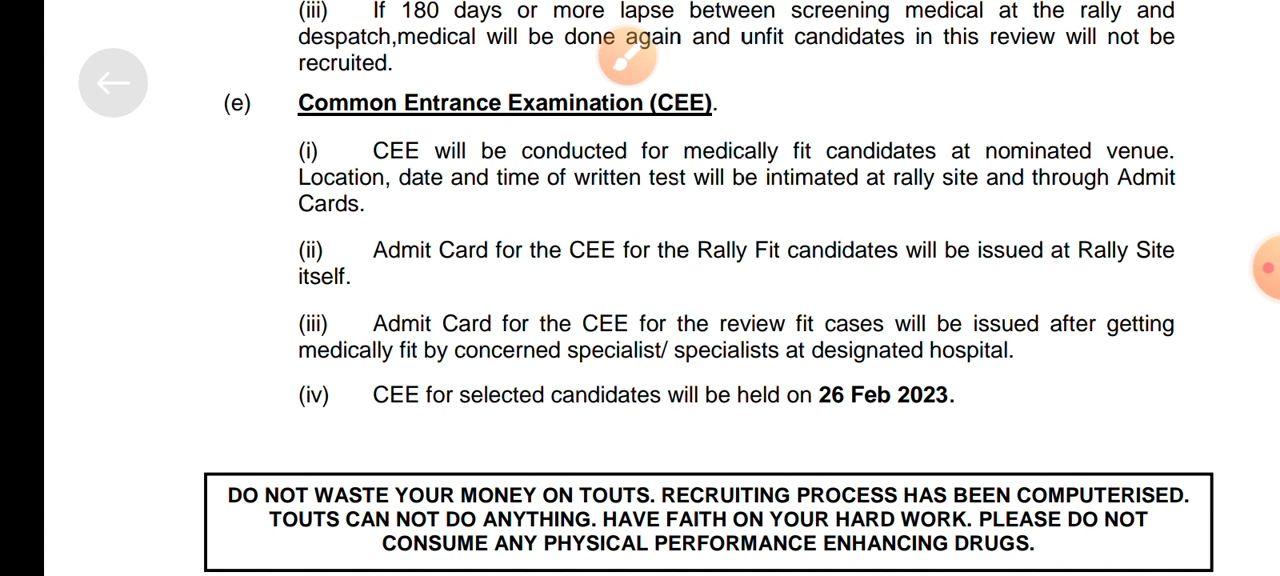 (iii) If 180 days or more lapse between screening medical at the rally and
despatch,medical will be done again and unfit candidates in this review will not be
recruited.
(e) Common Entrance Examination (CEE).
(i) CEE will be conducted for medically fit candidates at nominated venue.
Location, date and time of written test will be intimated at rally site and through Admit
Cards.
(ii) Admit Card for the CEE for the Rally Fit candidates will be issued at Rally Site
itself.
(iii) Admit Card for the CEE for the review fit cases will be issued after getting
medically fit by concerned specialist/ specialists at designated hospital.
(iv) CEE for selected candidates will be held on 26 Feb 2023.
DO NOT WASTE YOUR MONEY ON TOUTS. RECRUITING PROCESS HAS BEEN COMPUTERISED.
TOUTS CAN NOT DO ANYTHING. HAVE FAITH ON YOUR HARD WORK. PLEASE DO NOT
CONSUME ANY PHYSICAL PERFORMANCE ENHANCING DRUGS.